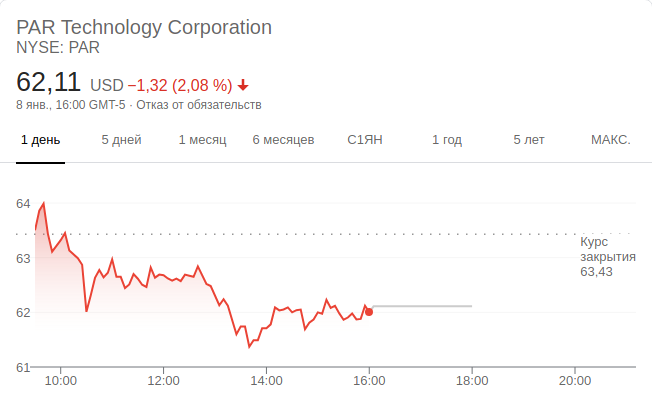 PAR Technology Corporation
NYSE: PAR
62,11 USD −1,32 (2,08 %)
8 янв., 16:00 GMT-5 · Отказ от обязательств
1 день 5 дней 1 месяц 6 месяцев С1ЯН 1 год 5 лет МАКС.
64
Курс
закрытия
63,43
63
62
61
10:00 12:00 14:00 16:00 18:00 20:00